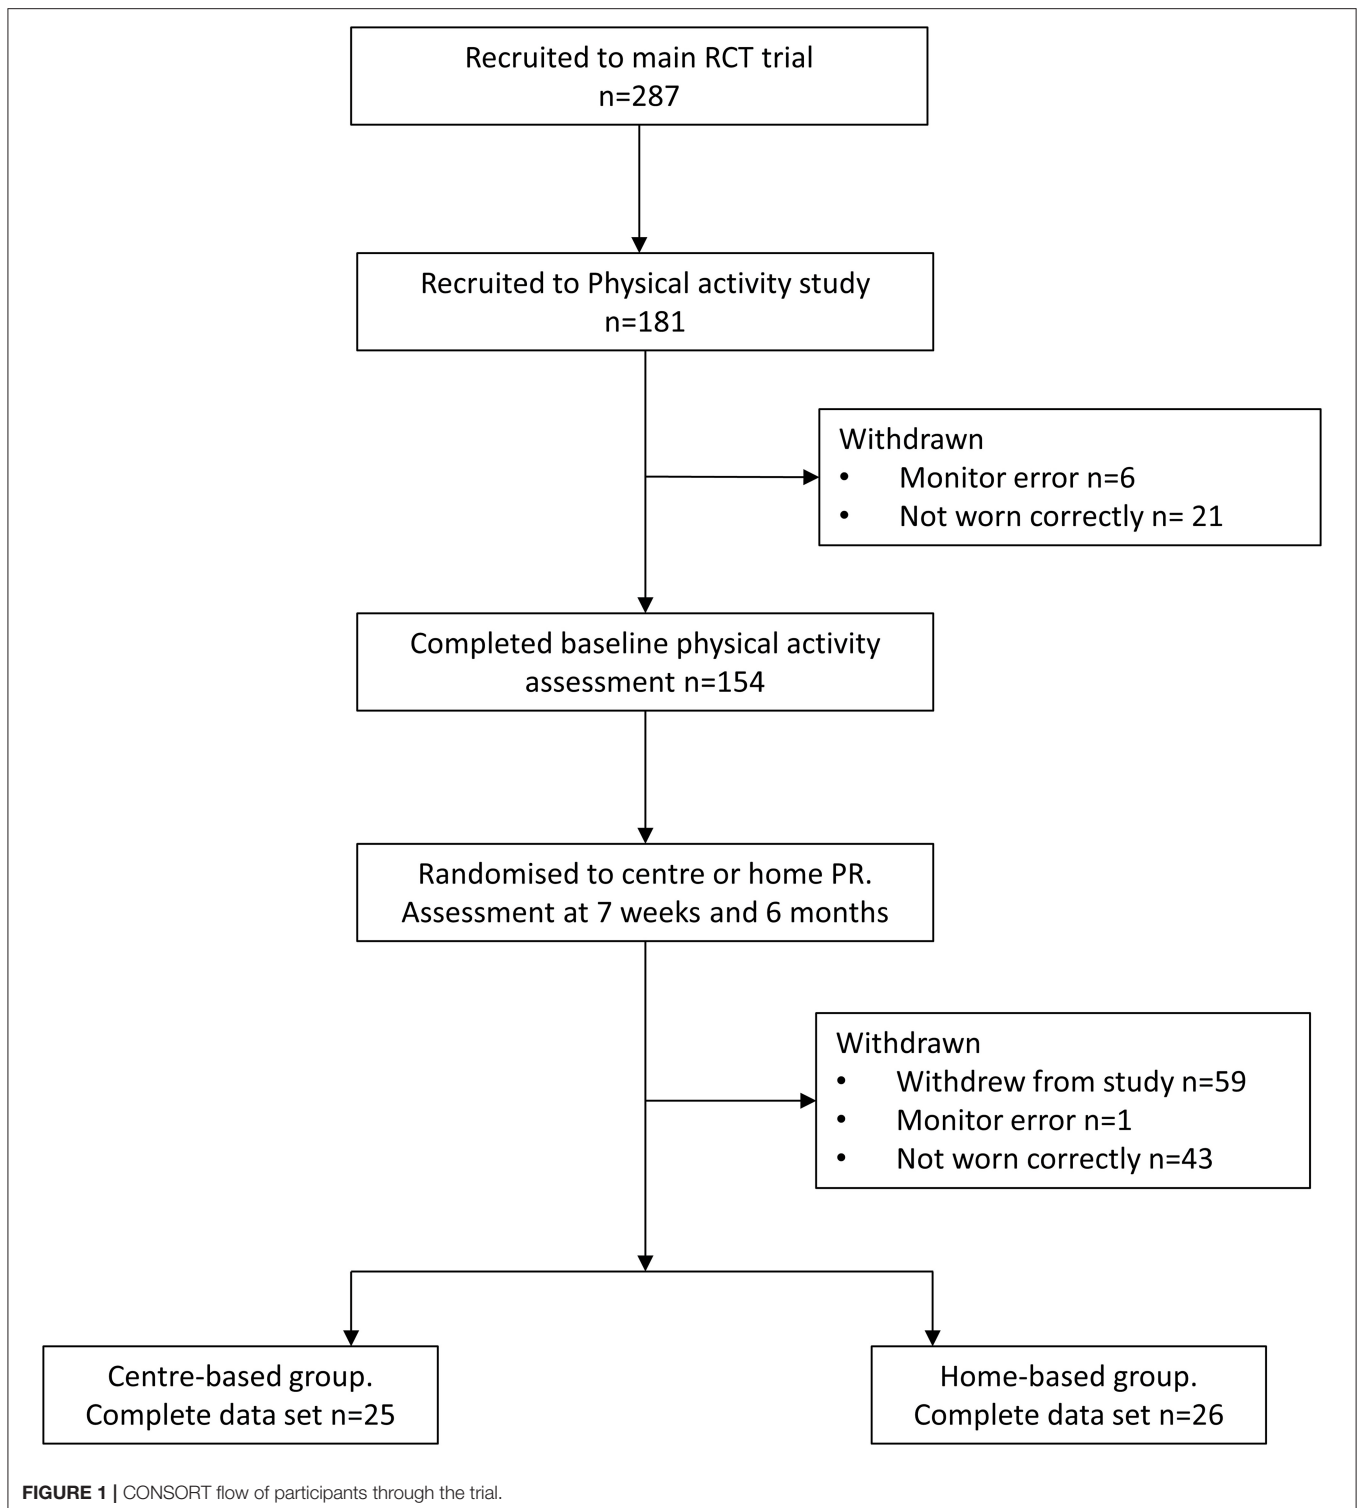 Recruited to main RCT trial
n=287
Recruited to Physical activity study
n=181
Withdrawn
• Monitor error n=6
• Not worn correctly n= 21
Completed baseline physical activity
assessment n=154
Randomised to centre or home PR.
Assessment at 7 weeks and 6 months
Withdrawn
• Withdrew from study n=59
• Monitor error n=1
• Not worn correctly n=43
Centre-based group.
Complete data set n=25
Home-based group.
Complete data set n=26
FIGURE 1 | CONSORT flow of participants through the trial.